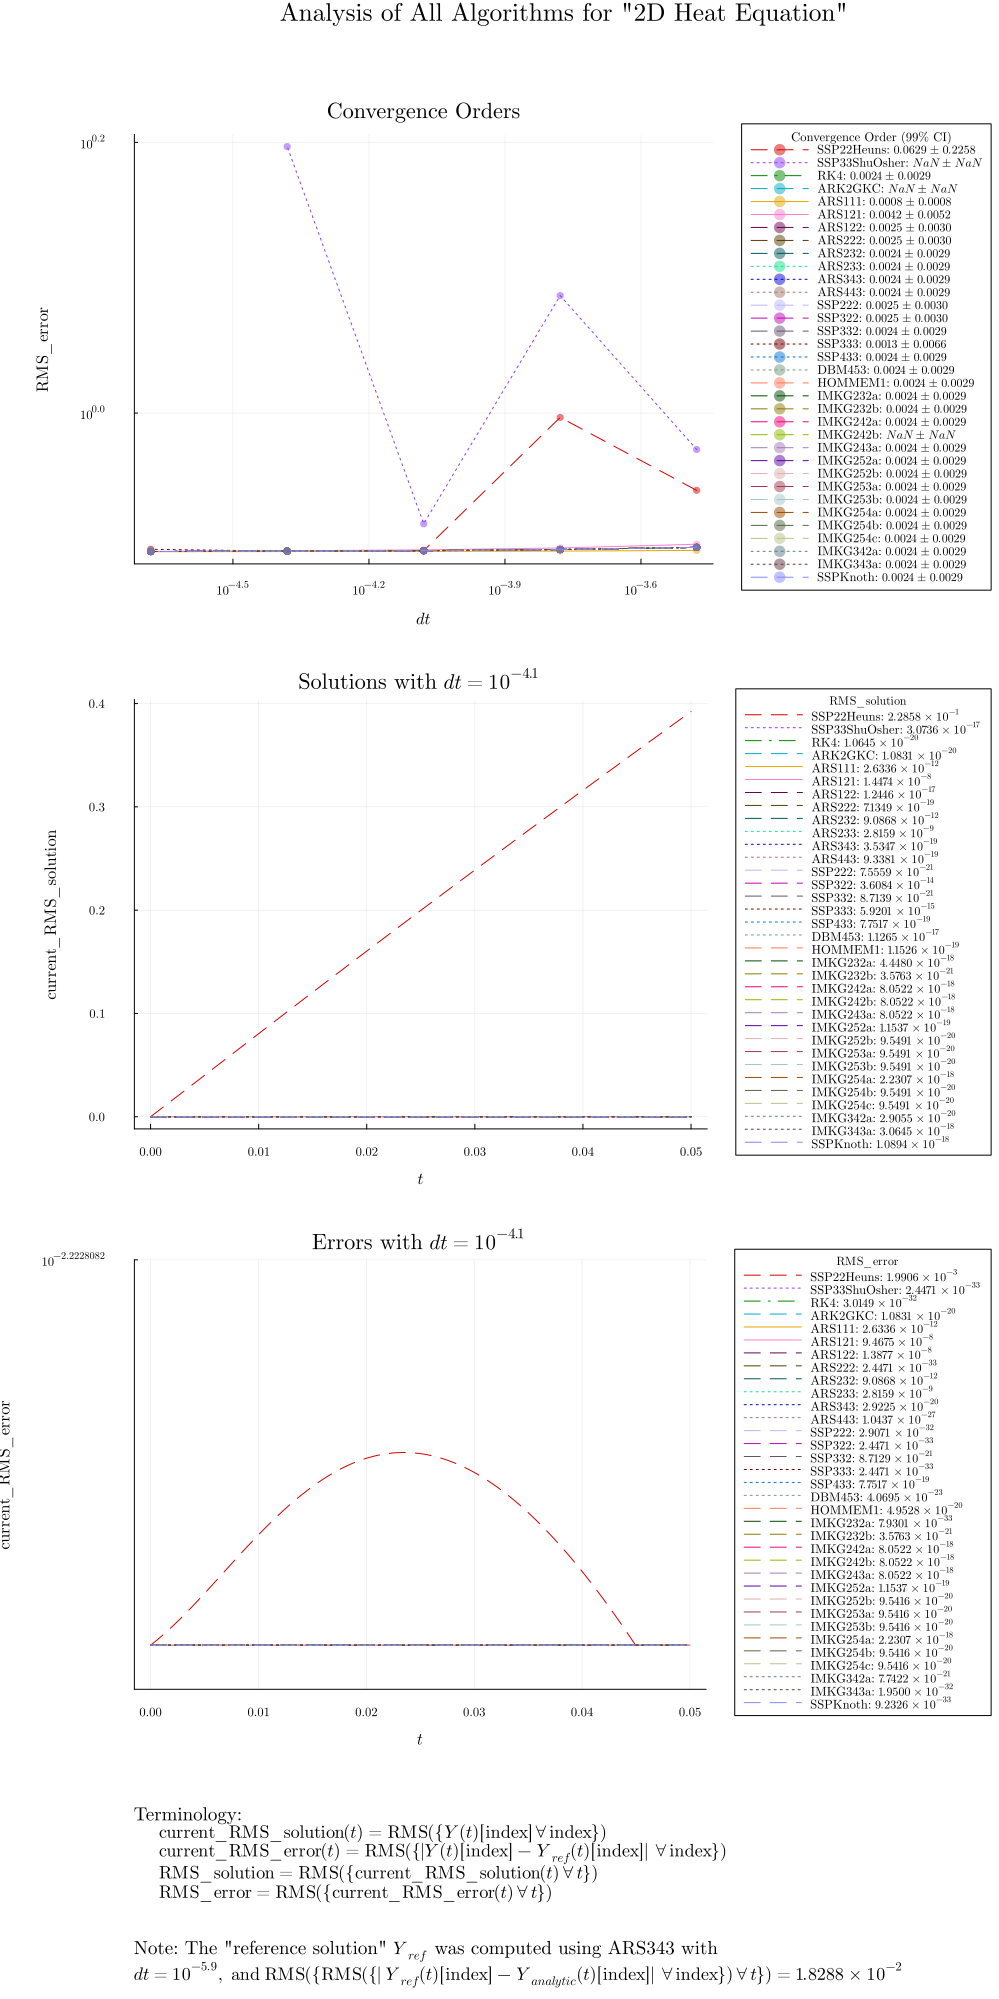 Analysis of All Algorithms for "2D Heat Equation"
Convergence Orders
RMS_error
10^0.2
10^0.0
10^−4.5 10^−4.2 10^−3.9 10^−3.6
dt
Convergence Order (99% CI)
SSP22Heuns: 0.0629 ± 0.2258
SSP33ShuOsher: NaN ± NaN
RK4: 0.0024 ± 0.0029
ARK2GKC: NaN ± NaN
ARS111: 0.0008 ± 0.0008
ARS121: 0.0042 ± 0.0052
ARS122: 0.0025 ± 0.0030
ARS222: 0.0025 ± 0.0030
ARS232: 0.0024 ± 0.0029
ARS233: 0.0024 ± 0.0029
ARS343: 0.0024 ± 0.0029
ARS443: 0.0024 ± 0.0029
SSP222: 0.0025 ± 0.0030
SSP322: 0.0025 ± 0.0030
SSP332: 0.0024 ± 0.0029
SSP333: 0.0013 ± 0.0066
SSP433: 0.0024 ± 0.0029
DBM453: 0.0024 ± 0.0029
HOMMEM1: 0.0024 ± 0.0029
IMKG232a: 0.0024 ± 0.0029
IMKG232b: 0.0024 ± 0.0029
IMKG242a: 0.0024 ± 0.0029
IMKG242b: NaN ± NaN
IMKG243a: 0.0024 ± 0.0029
IMKG252a: 0.0024 ± 0.0029
IMKG252b: 0.0024 ± 0.0029
IMKG253a: 0.0024 ± 0.0029
IMKG253b: 0.0024 ± 0.0029
IMKG254a: 0.0024 ± 0.0029
IMKG254b: 0.0024 ± 0.0029
IMKG254c: 0.0024 ± 0.0029
IMKG342a: 0.0024 ± 0.0029
IMKG343a: 0.0024 ± 0.0029
SSPKnoth: 0.0024 ± 0.0029
Solutions with dt = 10^−4.1
current_RMS_solution
0.4
0.3
0.2
0.1
0.0
0.00 0.01 0.02 0.03 0.04 0.05
t
RMS_solution
SSP22Heuns: 2.2858 × 10^−1
SSP33ShuOsher: 3.0736 × 10^−17
RK4: 1.0645 × 10^−20
ARK2GKC: 1.0831 × 10^−20
ARS111: 2.6336 × 10^−12
ARS121: 1.4474 × 10^−8
ARS122: 1.2446 × 10^−17
ARS222: 7.1349 × 10^−19
ARS232: 9.0868 × 10^−12
ARS233: 2.8159 × 10^−9
ARS343: 3.5347 × 10^−19
ARS443: 9.3381 × 10^−19
SSP222: 7.5559 × 10^−21
SSP322: 3.6084 × 10^−14
SSP332: 8.7139 × 10^−21
SSP333: 5.9201 × 10^−15
SSP433: 7.7517 × 10^−19
DBM453: 1.1265 × 10^−17
HOMMEM1: 1.1526 × 10^−19
IMKG232a: 4.4480 × 10^−18
IMKG232b: 3.5763 × 10^−21
IMKG242a: 8.0522 × 10^−18
IMKG242b: 8.0522 × 10^−18
IMKG243a: 8.0522 × 10^−18
IMKG252a: 1.1537 × 10^−19
IMKG252b: 9.5491 × 10^−20
IMKG253a: 9.5491 × 10^−20
IMKG253b: 9.5491 × 10^−20
IMKG254a: 2.2307 × 10^−18
IMKG254b: 9.5491 × 10^−20
IMKG254c: 9.5491 × 10^−20
IMKG342a: 2.9055 × 10^−20
IMKG343a: 3.0645 × 10^−18
SSPKnoth: 1.0894 × 10^−18
Errors with dt = 10^−4.1
current_RMS_error
10^−2.2228082
0.00 0.01 0.02 0.03 0.04 0.05
t
RMS_error
SSP22Heuns: 1.9906 × 10^−3
SSP33ShuOsher: 2.4471 × 10^−33
RK4: 3.0149 × 10^−32
ARK2GKC: 1.0831 × 10^−20
ARS111: 2.6336 × 10^−12
ARS121: 9.4675 × 10^−8
ARS122: 1.3877 × 10^−8
ARS222: 2.4471 × 10^−33
ARS232: 9.0868 × 10^−12
ARS233: 2.8159 × 10^−9
ARS343: 2.9225 × 10^−20
ARS443: 1.0437 × 10^−27
SSP222: 2.9071 × 10^−32
SSP322: 2.4471 × 10^−33
SSP332: 8.7129 × 10^−21
SSP333: 2.4471 × 10^−33
SSP433: 7.7517 × 10^−19
DBM453: 4.0695 × 10^−23
HOMMEM1: 4.9528 × 10^−20
IMKG232a: 7.9301 × 10^−33
IMKG232b: 3.5763 × 10^−21
IMKG242a: 8.0522 × 10^−18
IMKG242b: 8.0522 × 10^−18
IMKG243a: 8.0522 × 10^−18
IMKG252a: 1.1537 × 10^−19
IMKG252b: 9.5416 × 10^−20
IMKG253a: 9.5416 × 10^−20
IMKG253b: 9.5416 × 10^−20
IMKG254a: 2.2307 × 10^−18
IMKG254b: 9.5416 × 10^−20
IMKG254c: 9.5416 × 10^−20
IMKG342a: 7.7422 × 10^−21
IMKG343a: 1.9500 × 10^−32
SSPKnoth: 9.2326 × 10^−33
Terminology:
current_RMS_solution(t) = RMS({Y(t)[index] ∀ index})
current_RMS_error(t) = RMS({|Y(t)[index] − Y_ref(t)[index]| ∀ index})
RMS_solution = RMS({current_RMS_solution(t) ∀ t})
RMS_error = RMS({current_RMS_error(t) ∀ t})
Note: The "reference solution" Y_ref was computed using ARS343 with
dt = 10^−5.9, and RMS({RMS({| Y_ref(t)[index] − Y_analytic(t)[index]| ∀ index}) ∀ t}) = 1.8288 × 10^−2